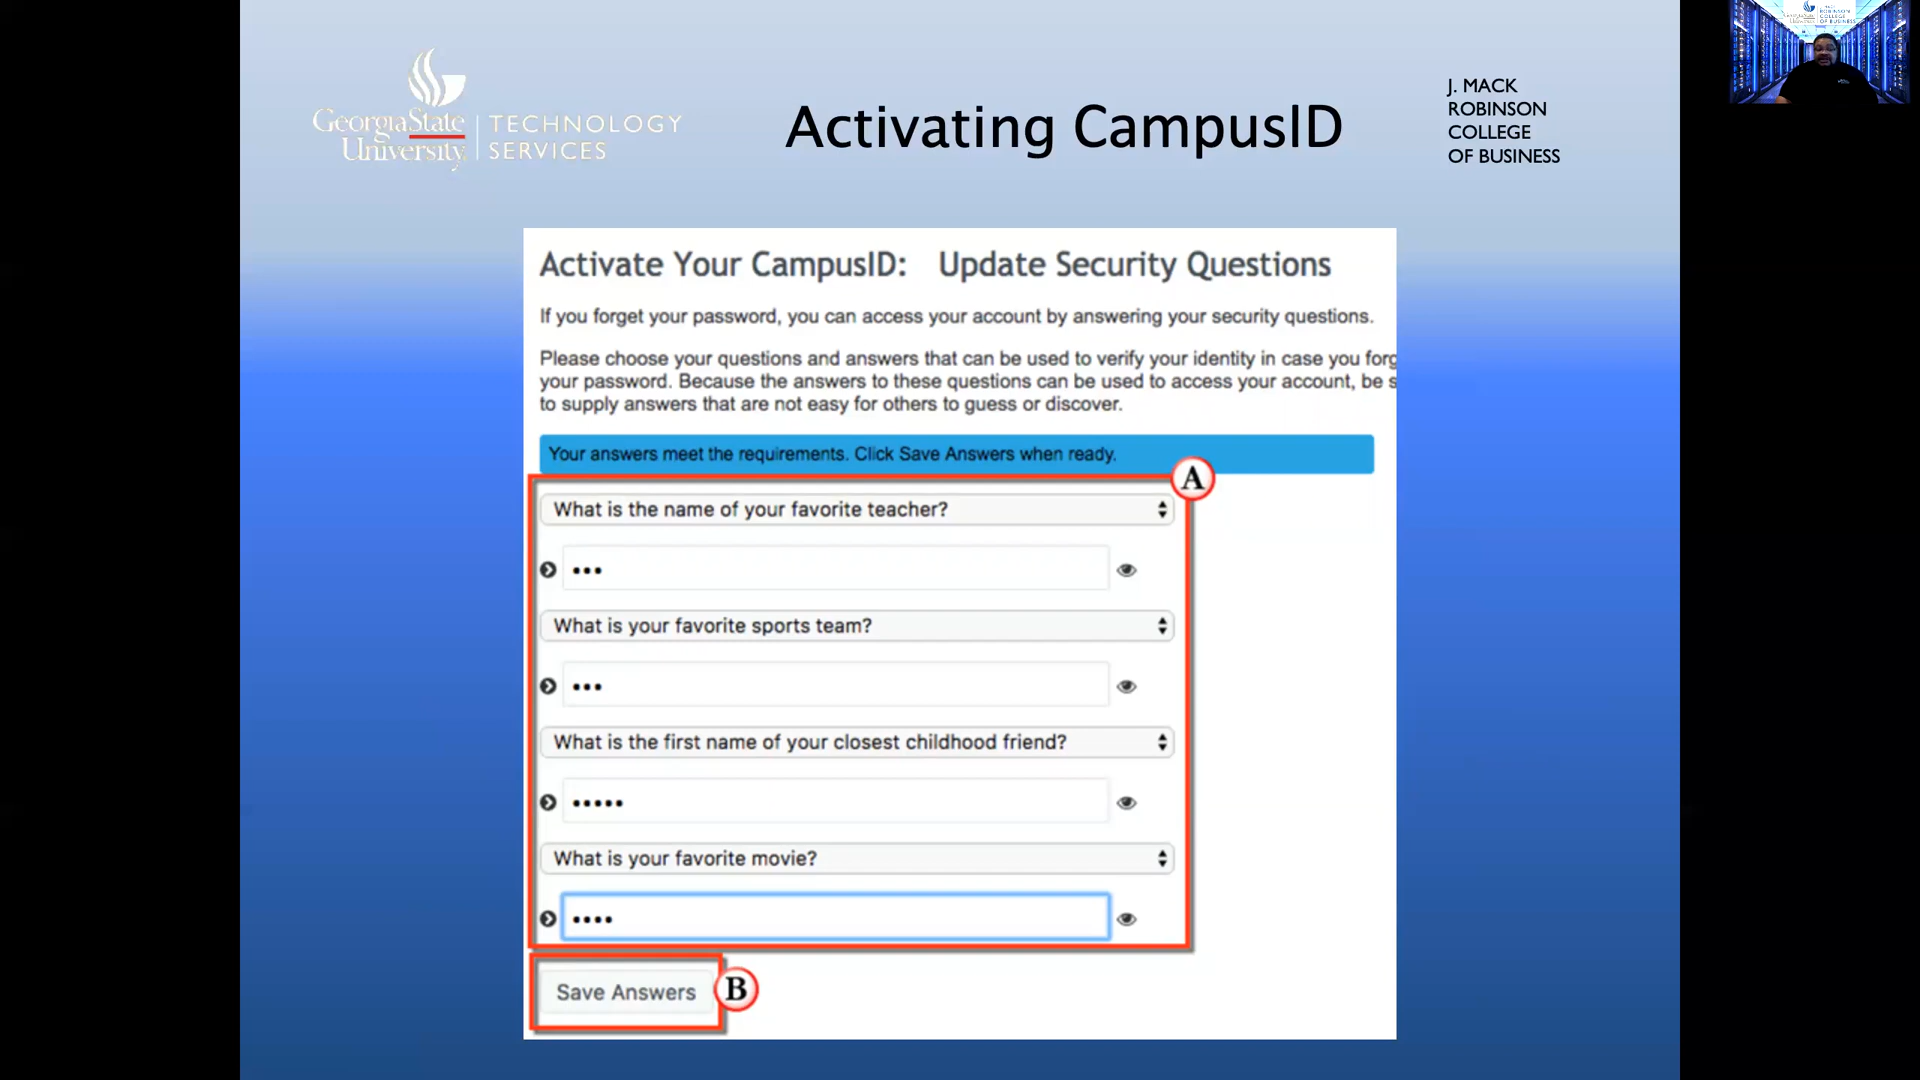 GeorgiaState
University
TECHNOLOGY
SERVICES
Activating CampusID
J. MACK
ROBINSON
COLLEGE
OF BUSINESS
Activate Your CampusID: Update Security Questions
If you forget your password, you can access your account by answering your security questions.
Please choose your questions and answers that can be used to verify your identity in case you forg
your password. Because the answers to these questions can be used to access your account, be s
to supply answers that are not easy for others to guess or discover.
Your answers meet the requirements. Click Save Answers when ready.
A
What is the name of your favorite teacher?
•••
What is your favorite sports team?
•••
What is the first name of your closest childhood friend?
•••••
What is your favorite movie?
••••
Save Answers
B